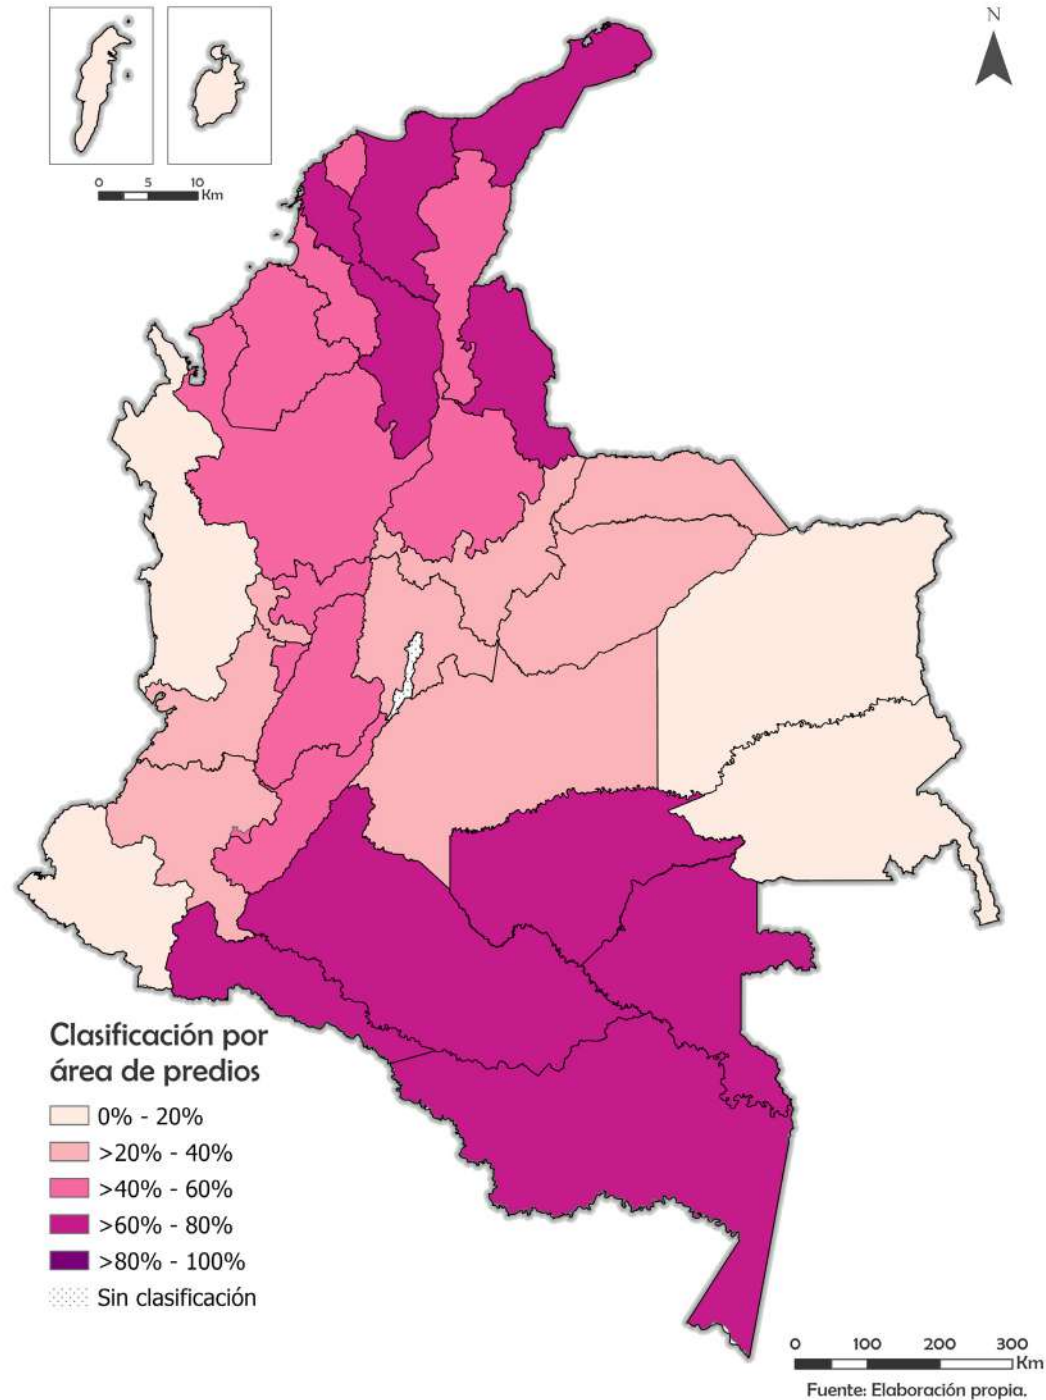 N
0 5 10
Km
Clasificación por
área de predios
0% - 20%
>20% - 40%
>40% - 60%
>60% - 80%
>80% - 100%
Sin clasificación
0 100 200 300
Km
Fuente: Elaboración propia.